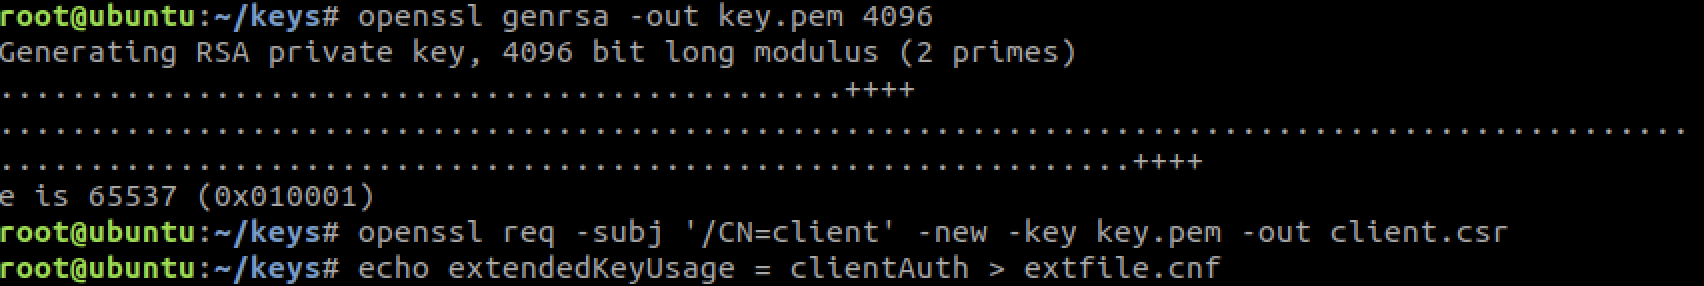 root@ubuntu:~/keys# openssl genrsa -out key.pem 4096
Generating RSA private key, 4096 bit long modulus (2 primes)
...............................................++++
..............................................................................................
...............................................................++++
e is 65537 (0x010001)
root@ubuntu:~/keys# openssl req -subj '/CN=client' -new -key key.pem -out client.csr
root@ubuntu:~/keys# echo extendedKeyUsage = clientAuth > extfile.cnf